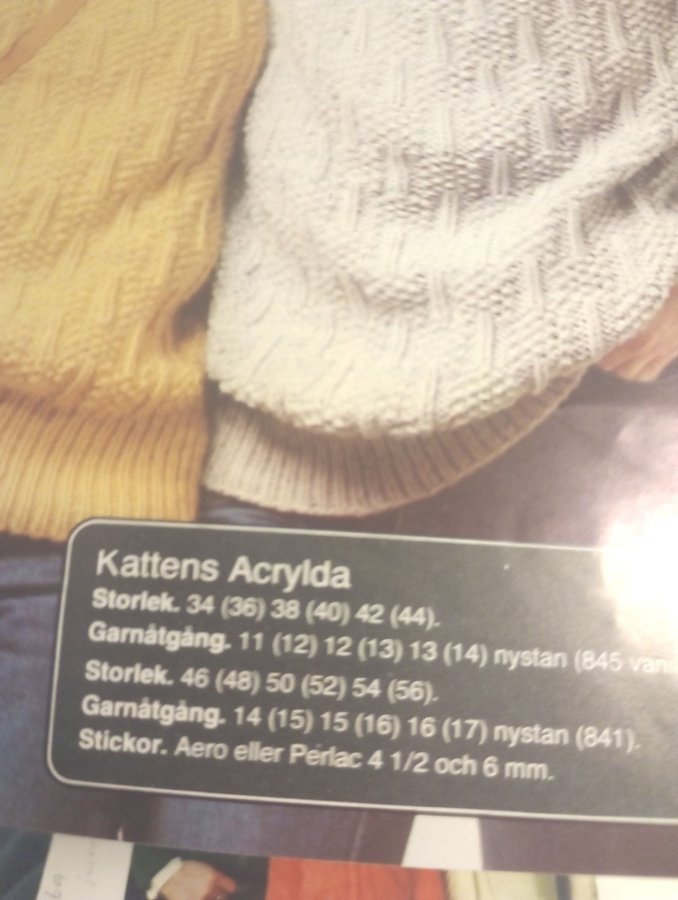 Kattens Acrylda
Storlek. 34 (36) 38 (40) 42 (44).
Garnåtgång. 11 (12) 12 (13) 13 (14) nystan (845
Storlek. 46 (48) 50 (52) 54 (56).
Garnåtgång. 14 (15) 15 (16) 16 (17) nystan (841).
Stickor. Aero eller Perlac 4 1/2 och 6 mm.